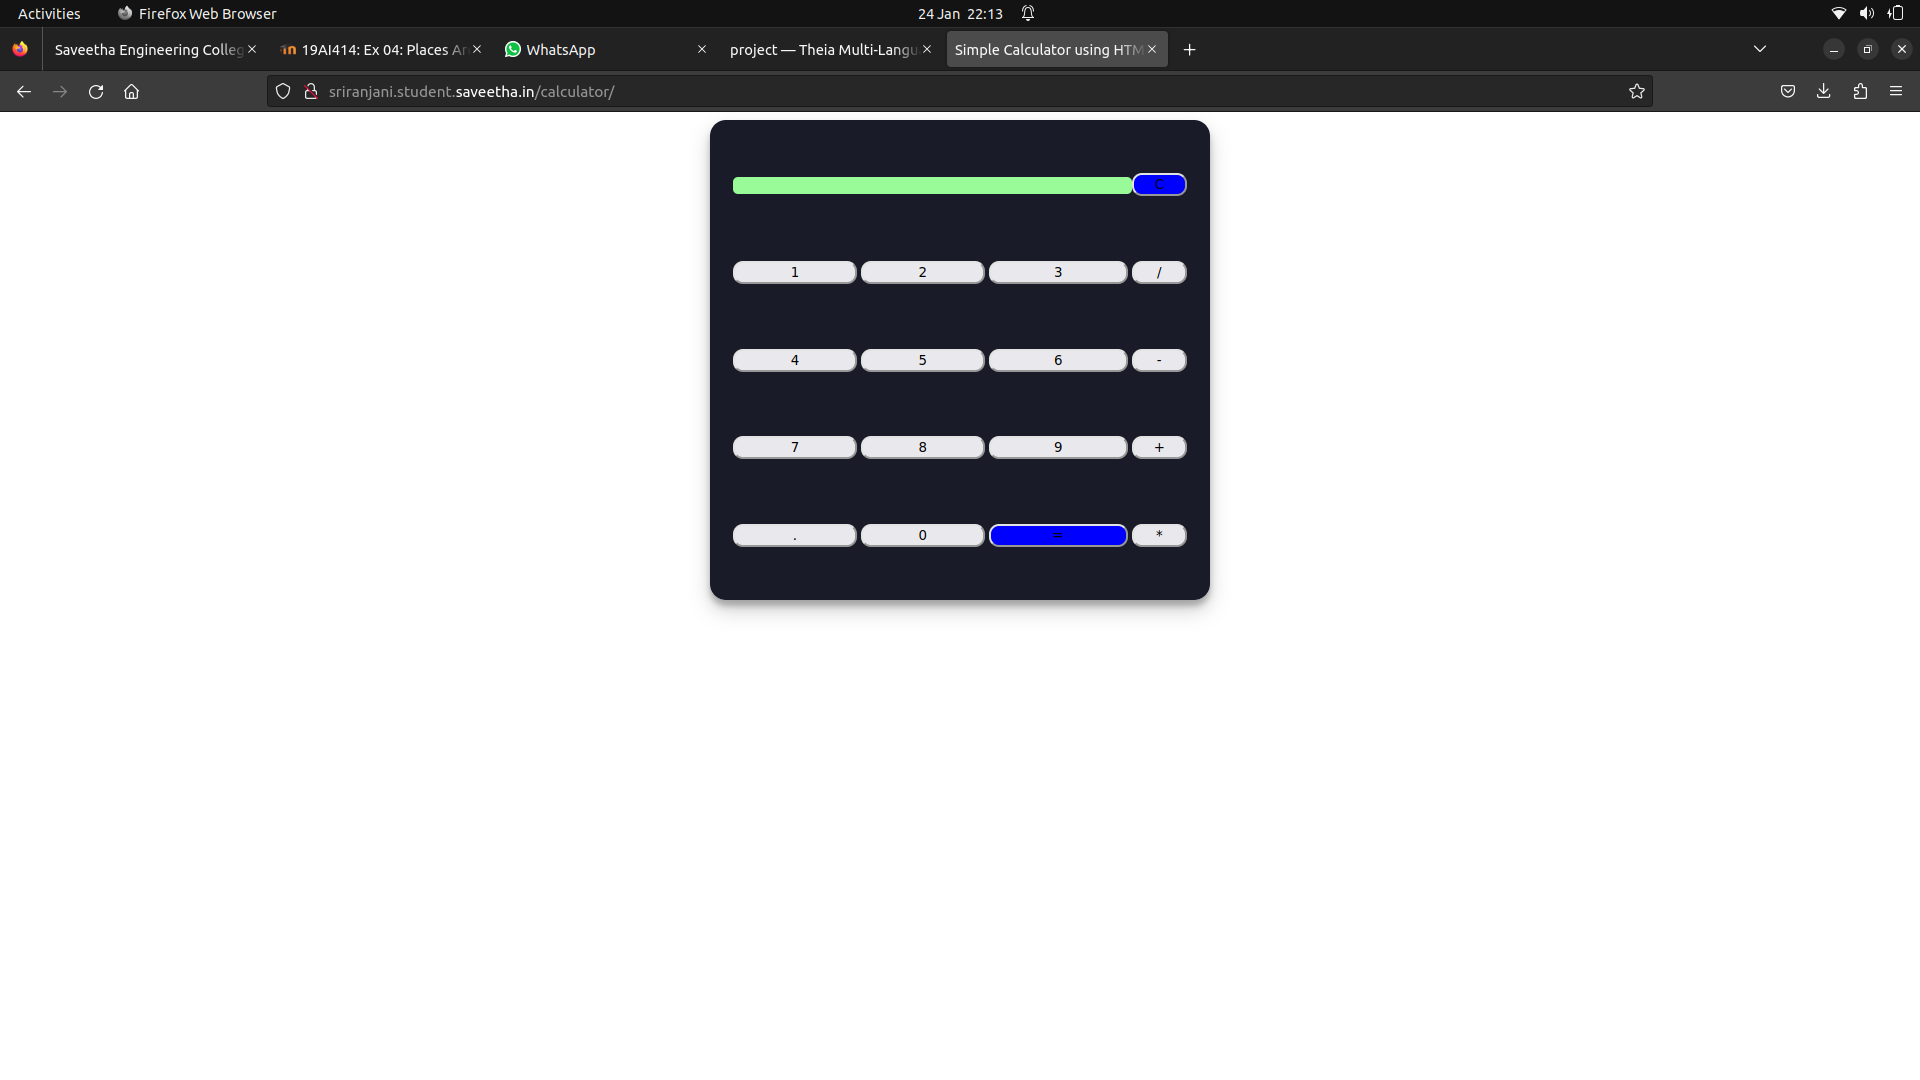 Activities Firefox Web Browser 24 Jan 22:13
Saveetha Engineering Colleg 19AI414: Ex 04: Places Ar WhatsApp project — Theia Multi-Langu Simple Calculator using HTM
sriranjani.student.saveetha.in/calculator/
C
1 2 3 /
4 5 6 -
7 8 9 +
. 0 = *